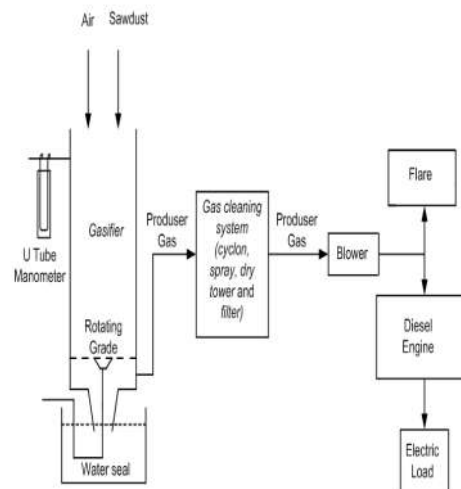 Air
Sawdust
U Tube
Manometer
Gasifier
Rotating
Grade
Water seal
Produser
Gas
Gas cleaning
system
(cyclon,
spray, dry
tower and
filter)
Produser
Gas
Blower
Flare
Diesel
Engine
Electric
Load